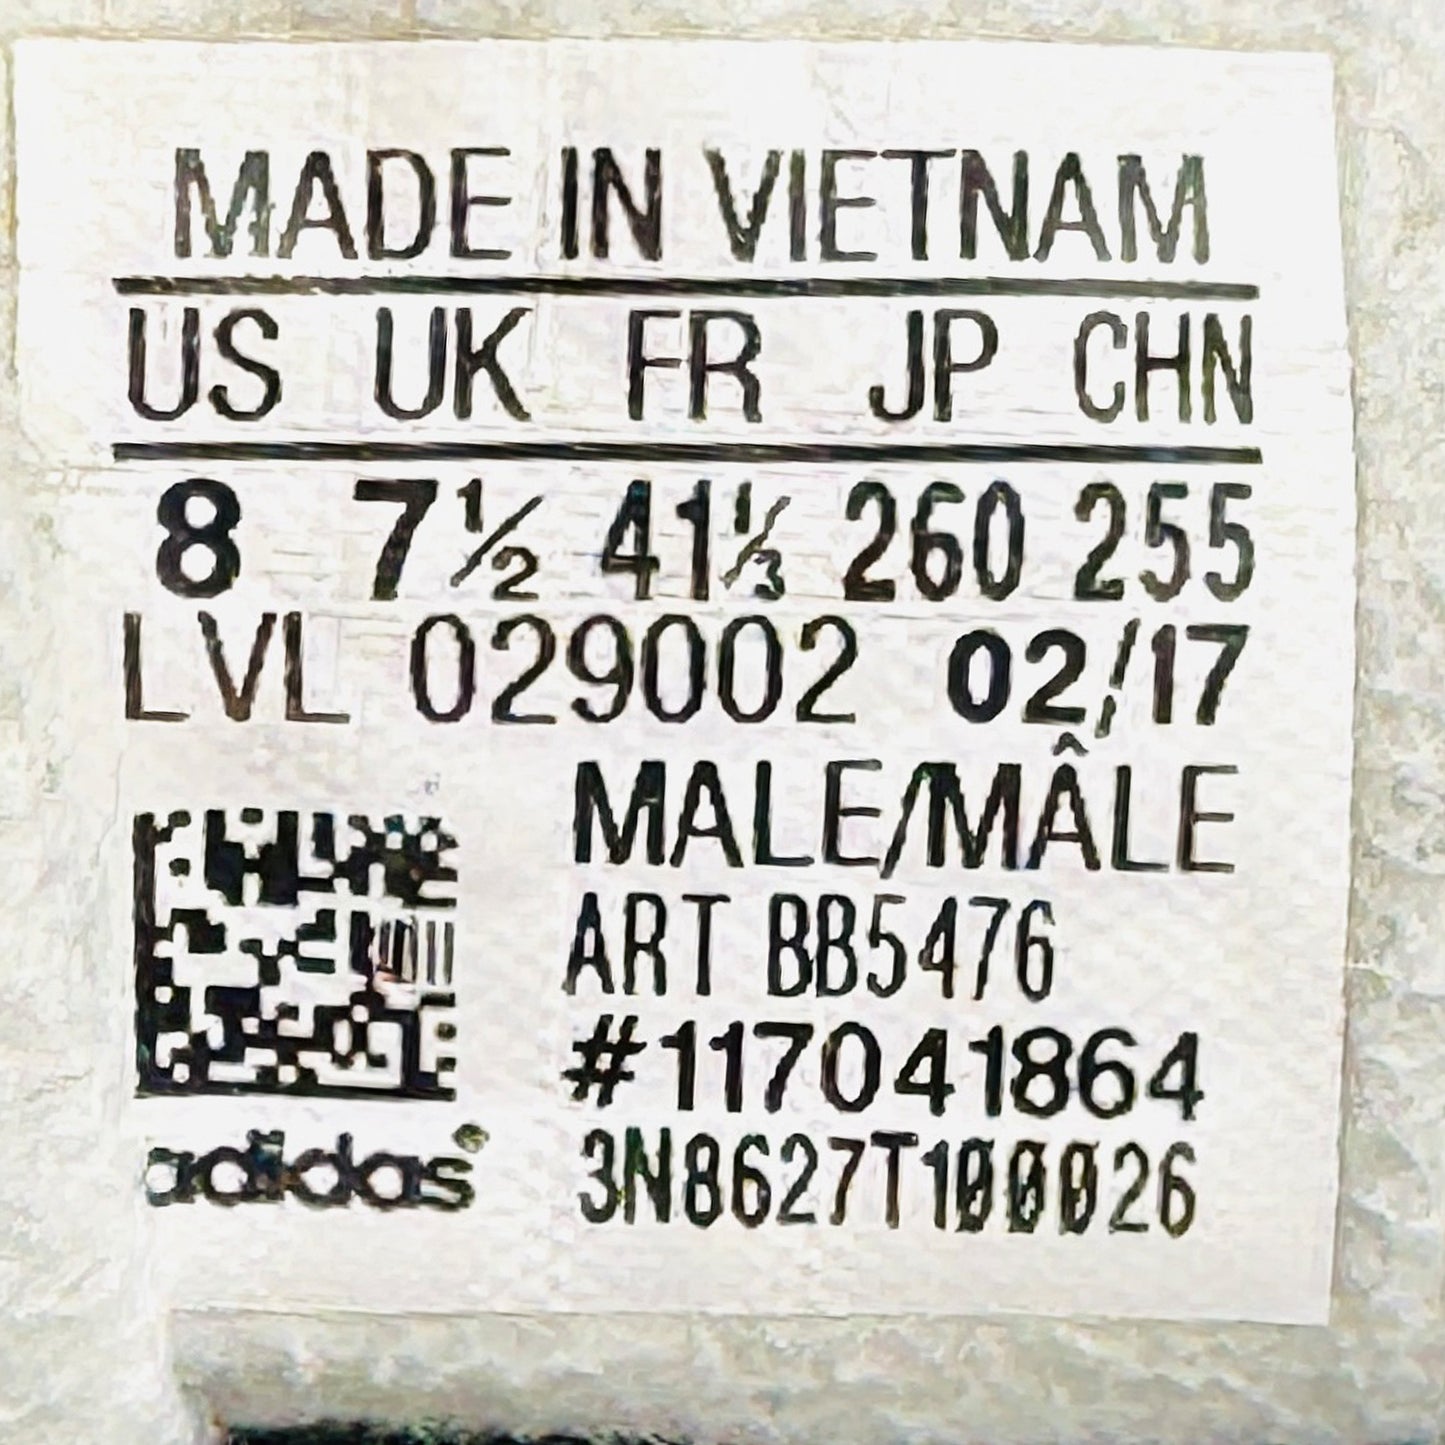 MADE IN VIETNAM
US UK FR JP CHN
8 7½ 41⅓ 260 255
LVL 029002 02/17
MALE/MÂLE
ART BB5476
#117041864
3N8627T100026
adidas®